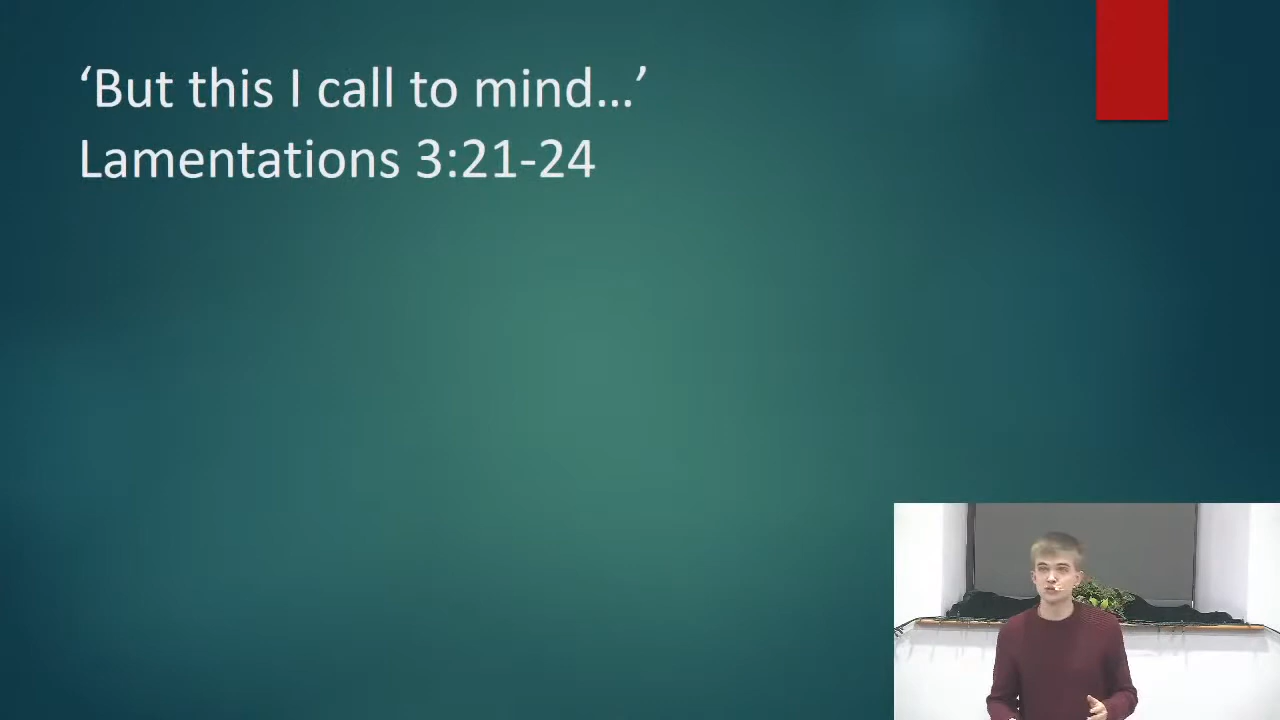 ‘But this I call to mind…’
Lamentations 3:21-24